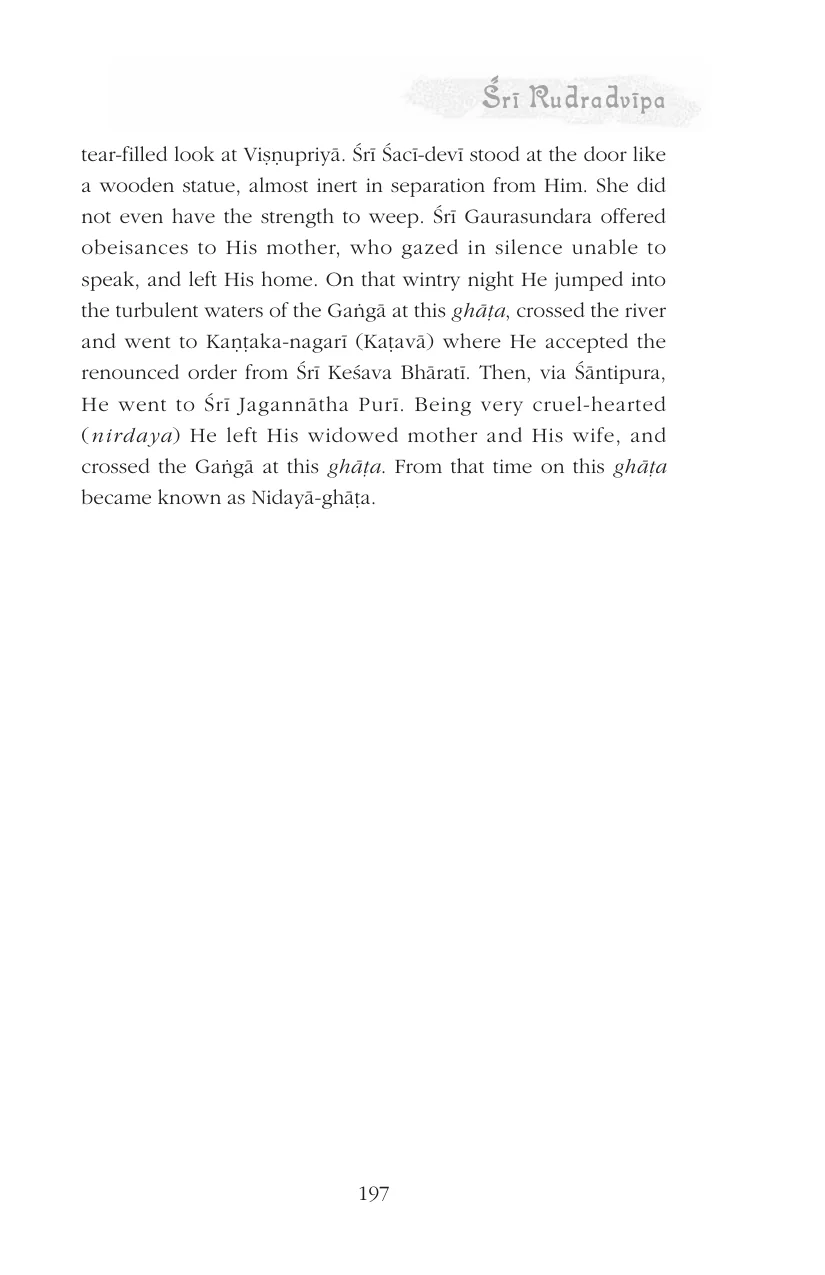 Śrī Rudradvīpa
tear-filled look at Viṣṇupriyā. Śrī Śacī-devī stood at the door like
a wooden statue, almost inert in separation from Him. She did
not even have the strength to weep. Śrī Gaurasundara offered
obeisances to His mother, who gazed in silence unable to
speak, and left His home. On that wintry night He jumped into
the turbulent waters of the Gaṅgā at this ghāṭa, crossed the river
and went to Kaṇṭaka-nagarī (Kaṭavā) where He accepted the
renounced order from Śrī Keśava Bhāratī. Then, via Śāntipura,
He went to Śrī Jagannātha Purī. Being very cruel-hearted
(nirdaya) He left His widowed mother and His wife, and
crossed the Gaṅgā at this ghāṭa. From that time on this ghāṭa
became known as Nidayā-ghāṭa.
197